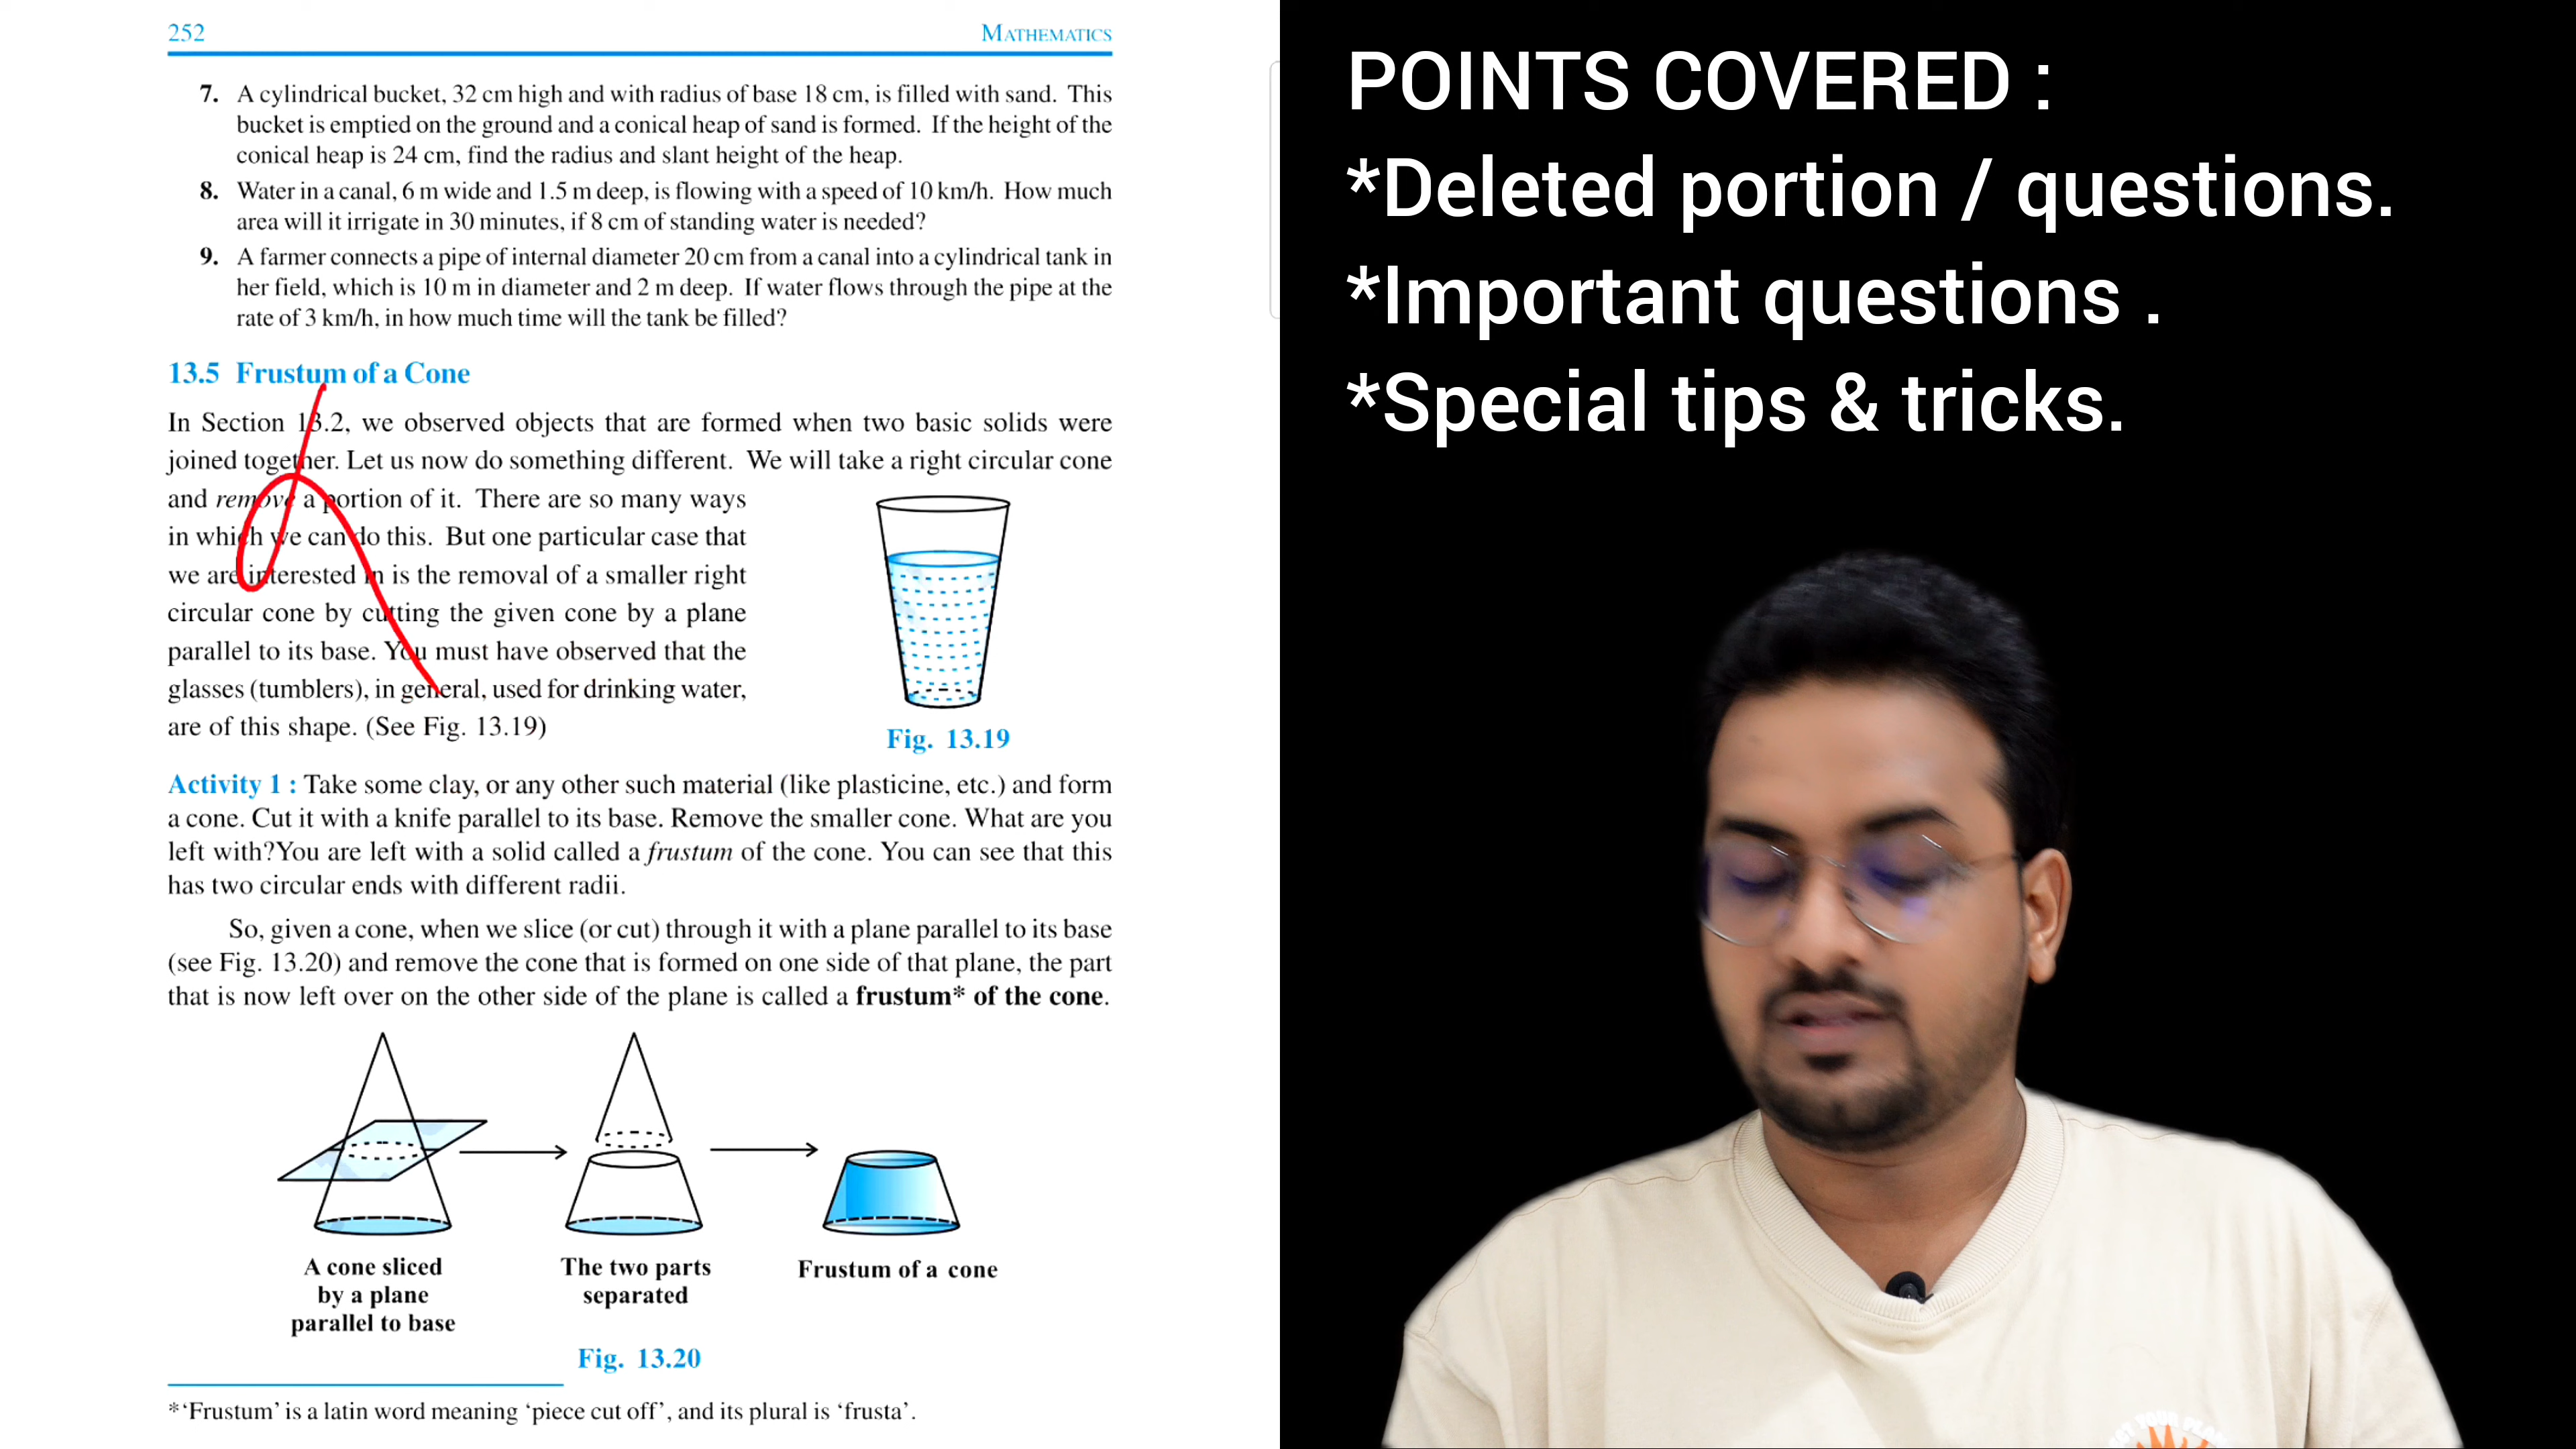 252
MATHEMATICS
7. A cylindrical bucket, 32 cm high and with radius of base 18 cm, is filled with sand. This
bucket is emptied on the ground and a conical heap of sand is formed. If the height of the
conical heap is 24 cm, find the radius and slant height of the heap.
8. Water in a canal, 6 m wide and 1.5 m deep, is flowing with a speed of 10 km/h. How much
area will it irrigate in 30 minutes, if 8 cm of standing water is needed?
9. A farmer connects a pipe of internal diameter 20 cm from a canal into a cylindrical tank in
her field, which is 10 m in diameter and 2 m deep. If water flows through the pipe at the
rate of 3 km/h, in how much time will the tank be filled?
13.5 Frustum of a Cone
In Section 13.2, we observed objects that are formed when two basic solids were
joined together. Let us now do something different. We will take a right circular cone
and remove a portion of it. There are so many ways
in which we can do this. But one particular case that
we are interested in is the removal of a smaller right
circular cone by cutting the given cone by a plane
parallel to its base. You must have observed that the
glasses (tumblers), in general, used for drinking water,
are of this shape. (See Fig. 13.19)
Fig. 13.19
Activity 1 : Take some clay, or any other such material (like plasticine, etc.) and form
a cone. Cut it with a knife parallel to its base. Remove the smaller cone. What are you
left with?You are left with a solid called a frustum of the cone. You can see that this
has two circular ends with different radii.
So, given a cone, when we slice (or cut) through it with a plane parallel to its base
(see Fig. 13.20) and remove the cone that is formed on one side of that plane, the part
that is now left over on the other side of the plane is called a frustum* of the cone.
A cone sliced
by a plane
parallel to base
The two parts
separated
Frustum of a cone
Fig. 13.20
*‘Frustum’ is a latin word meaning ‘piece cut off’, and its plural is ‘frusta’.
POINTS COVERED :
*Deleted portion / questions.
*Important questions .
*Special tips & tricks.